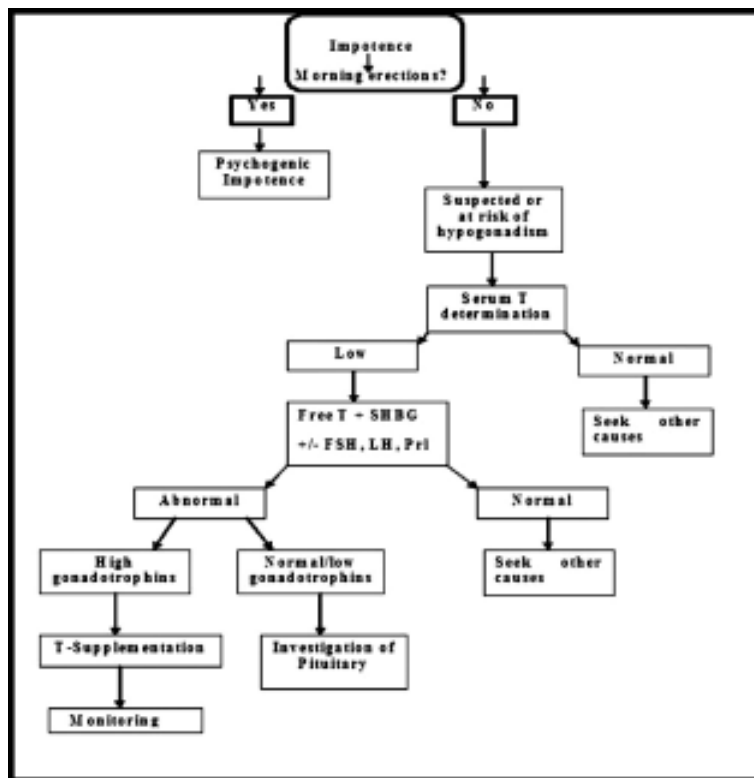 Impotence
Morning erections?
Yes
No
Psychogenic
Impotence
Suspected or
at risk of
hypogonadism
Serum T
determination
Low
Normal
Free T + SHBG
+/- FSH, LH, Prl
Seek other
causes
Abnormal
Normal
High
gonadotrophins
Normal/low
gonadotrophins
Seek other
causes
T-Supplementation
Investigation of
Pituitary
Monitoring